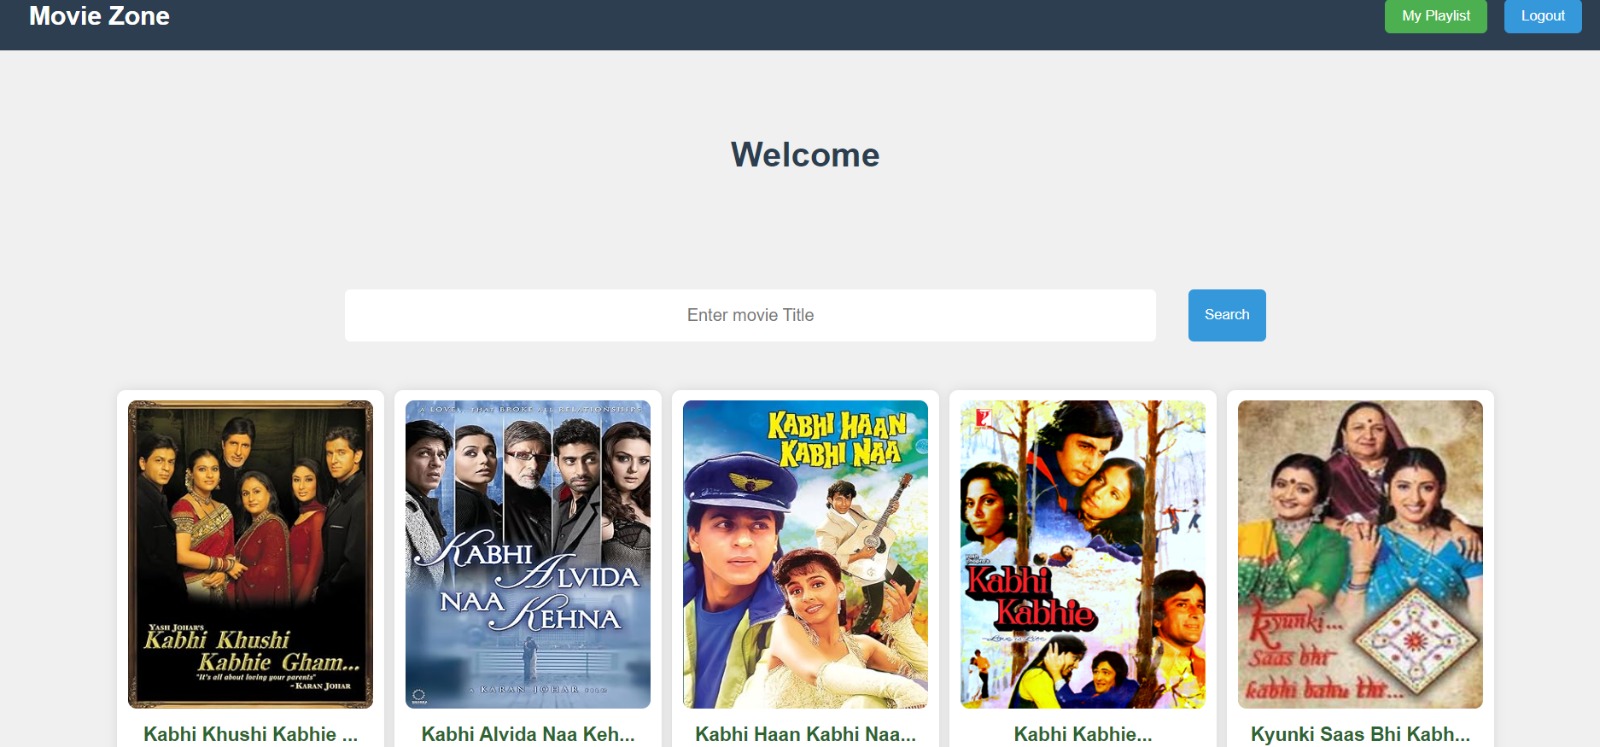 Movie Zone
My Playlist
Logout
Welcome
Enter movie Title
Search
YASH JOHAR'S
Kabhi Khushi
Kabhie Gham...
"It's all about loving your parents"
- KARAN JOHAR
A LOVE... THAT BROKE ALL RELATIONSHIPS
KABHI
ALVIDA
NAA
KEHNA
A KARAN JOHAR FILM
KABHI HAAN
KABHI NAA
Kabhi
Kabhie
Kyunki...
Saas bhi
kabhi bahu thi...
Kabhi Khushi Kabhie ...
Kabhi Alvida Naa Keh...
Kabhi Haan Kabhi Naa...
Kabhi Kabhie...
Kyunki Saas Bhi Kabh...